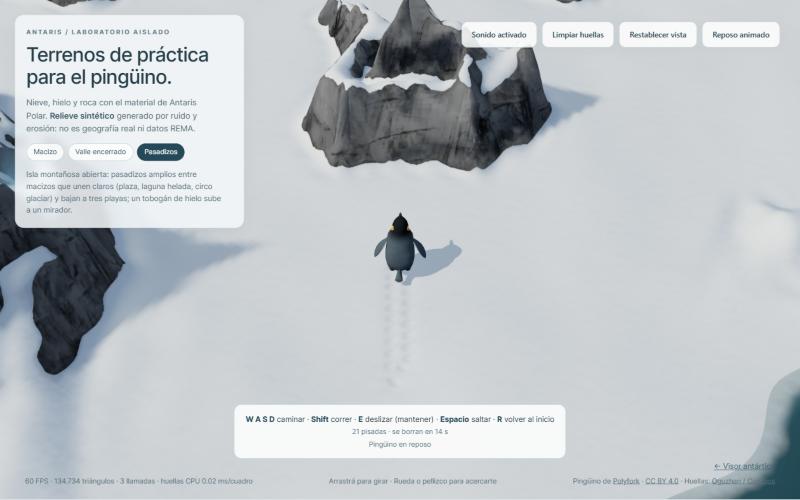 ANTARIS / LABORATORIO AISLADO
Terrenos de práctica
para el pingüino.
Nieve, hielo y roca con el material de Antaris
Polar. Relieve sintético generado por ruido y
erosión: no es geografía real ni datos REMA.
Macizo
Valle encerrado
Pasadizos
Isla montañosa abierta: pasadizos amplios entre
macizos que unen claros (plaza, laguna helada, circo
glaciar) y bajan a tres playas; un tobogán de hielo sube
a un mirador.
Sonido activado
Limpiar huellas
Restablecer vista
Reposo animado
W A S D caminar · Shift correr · E deslizar (mantener) · Espacio saltar · R volver al inicio
21 pisadas · se borran en 14 s
Pingüino en reposo
← Visor antártico
60 FPS · 134.734 triángulos · 3 llamadas · huellas CPU 0.02 ms/cuadro
Arrastrá para girar · Rueda o pellizco para acercarte
Pingüino de Polyfork · CC BY 4.0 · Huellas: Oguzhan /